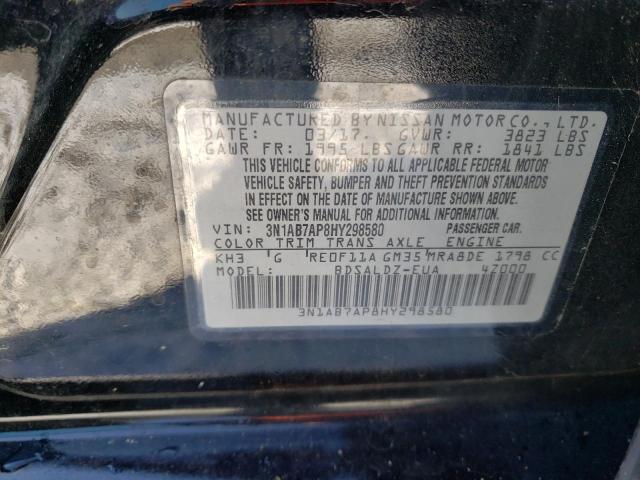 MANUFACTURED BY NISSAN MOTOR CO., LTD.
DATE: 03/17. GVWR: 3823 LBS
GAWR FR: 1995 LBS GAWR RR: 1841 LBS
THIS VEHICLE CONFORMS TO ALL APPLICABLE FEDERAL MOTOR
VEHICLE SAFETY, BUMPER AND THEFT PREVENTION STANDARDS
IN EFFECT ON THE DATE OF MANUFACTURE SHOWN ABOVE.
SEE OWNER'S MANUAL FOR ADDITIONAL INFORMATION.
VIN: 3N1AB7AP8HY298580 PASSENGER CAR.
COLOR TRIM TRANS AXLE ENGINE
KH3 G RE0F11A GM35 MRA8DE 1798 CC
MODEL: BDSALDZ-EUA 4Z000
3N1AB7AP8HY298580